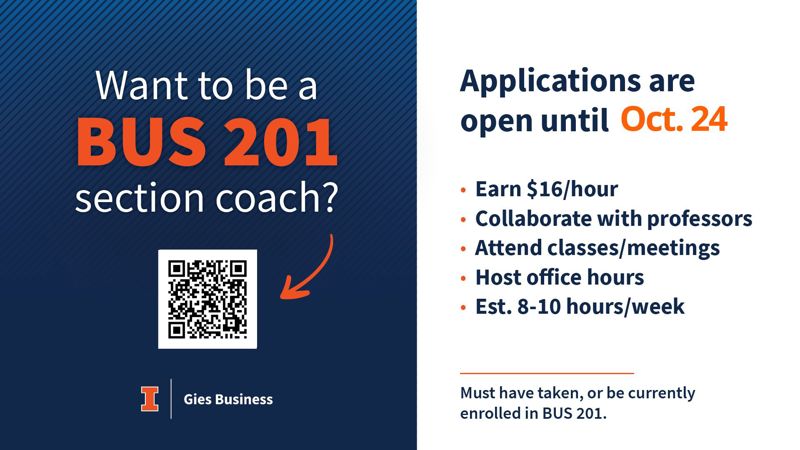 Want to be a
BUS 201
section coach?
I
Gies Business
Applications are
open until Oct. 24
• Earn $16/hour
• Collaborate with professors
• Attend classes/meetings
• Host office hours
• Est. 8-10 hours/week
Must have taken, or be currently
enrolled in BUS 201.